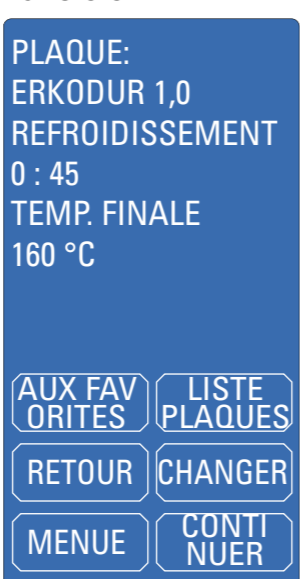 PLAQUE:
ERKODUR 1,0
REFROIDISSEMENT
0 : 45
TEMP. FINALE
160 °C
AUX FAV
ORITES
LISTE
PLAQUES
RETOUR
CHANGER
MENUE
CONTI
NUER